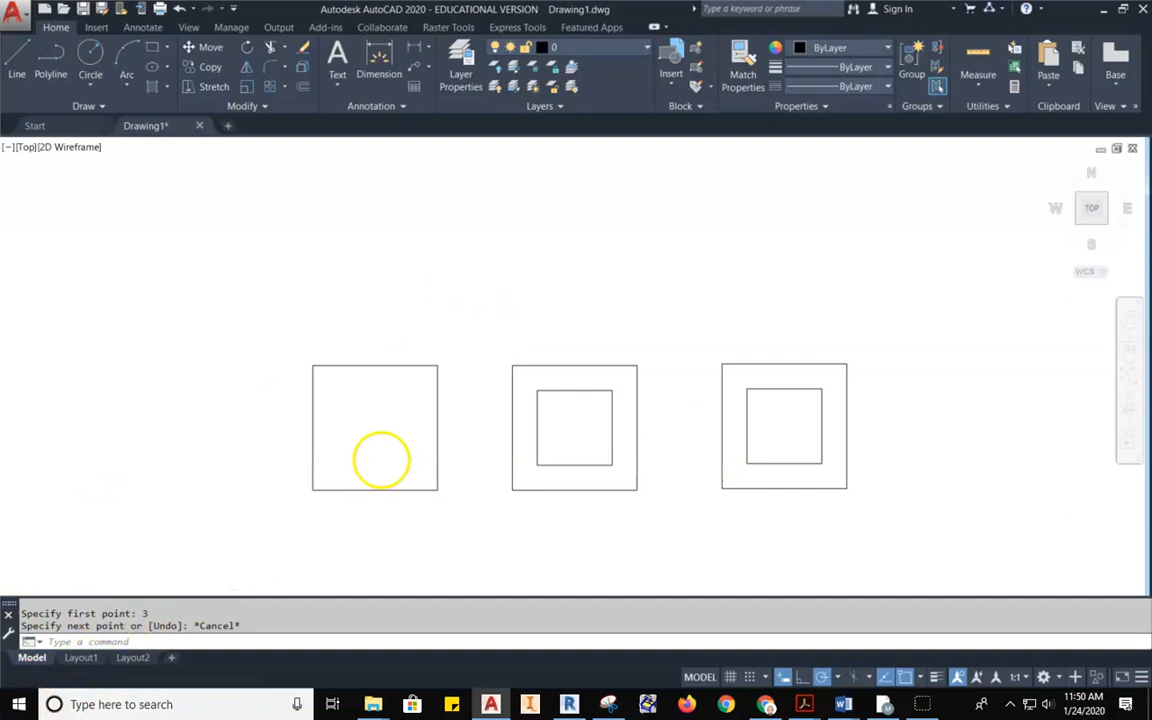 Autodesk AutoCAD 2020 - EDUCATIONAL VERSION Drawing1.dwg
Type a keyword or phrase
Sign In
Home Insert Annotate Parametric View Manage Output Add-ins Collaborate Express Tools Featured Apps
Line Polyline Circle Arc
Move
Copy
Stretch
Text Dimension
Layer Properties
0
Insert
Match Properties
ByLayer
ByLayer
ByLayer
Group
Measure
Paste
Base
Draw Modify Annotation Layers Block Properties Groups Utilities Clipboard View
Start Drawing1*
[−][Top][2D Wireframe]
N
W TOP E
S
WCS
Specify first point: 3
Specify next point or [Undo]: *Cancel*
Type a command
Model Layout1 Layout2 +
MODEL 1:1
Type here to search
11:50 AM
1/24/2020